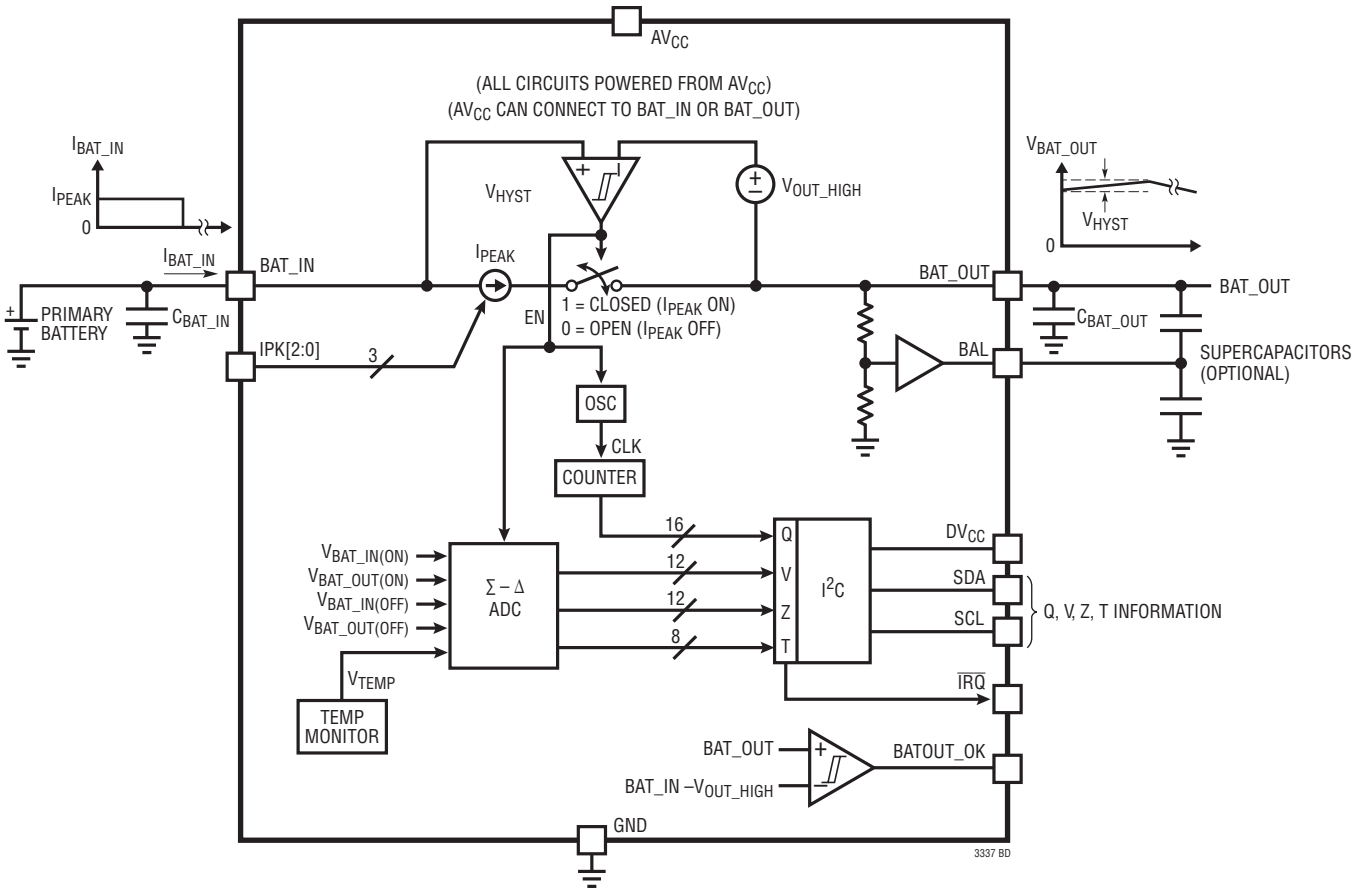 AVCC
(ALL CIRCUITS POWERED FROM AVCC)
(AVCC CAN CONNECT TO BAT_IN OR BAT_OUT)
IBAT_IN
IPEAK
0
IBAT_IN
BAT_IN
+
PRIMARY
BATTERY
CBAT_IN
IPK[2:0]
3
+
–
VHYST
+
–
VOUT_HIGH
IPEAK
EN
1 = CLOSED (IPEAK ON)
0 = OPEN (IPEAK OFF)
VBAT_OUT
VHYST
0
BAT_OUT
BAT_OUT
CBAT_OUT
BAL
SUPERCAPACITORS
(OPTIONAL)
OSC
CLK
COUNTER
16
12
12
8
VBAT_IN(ON)
VBAT_OUT(ON)
VBAT_IN(OFF)
VBAT_OUT(OFF)
Σ – Δ
ADC
VTEMP
TEMP
MONITOR
Q
V
Z
T
I²C
DVCC
SDA
SCL
Q, V, Z, T INFORMATION
IRQ
BAT_OUT
BAT_IN –VOUT_HIGH
+
–
BATOUT_OK
GND
3337 BD